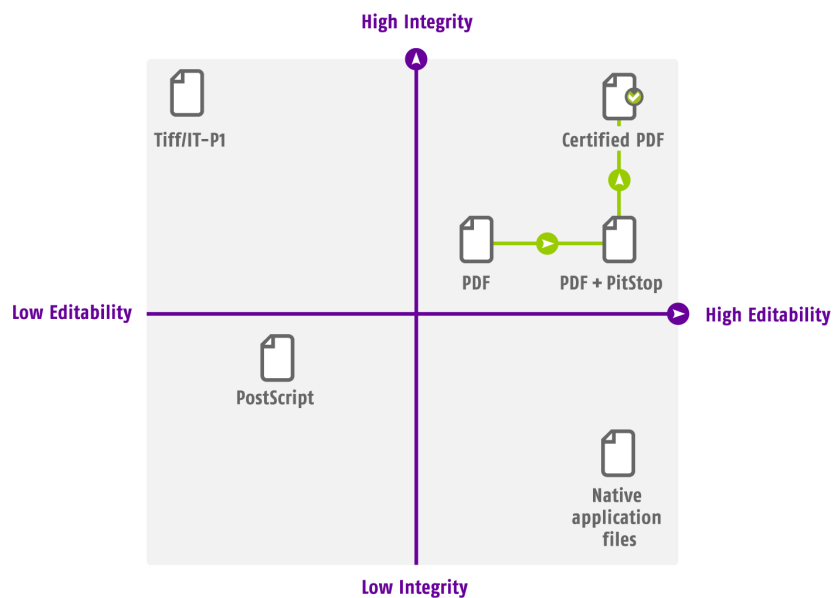 High Integrity
Tiff/IT-P1
Certified PDF
PDF
PDF + PitStop
Low Editability
High Editability
PostScript
Native
application
files
Low Integrity